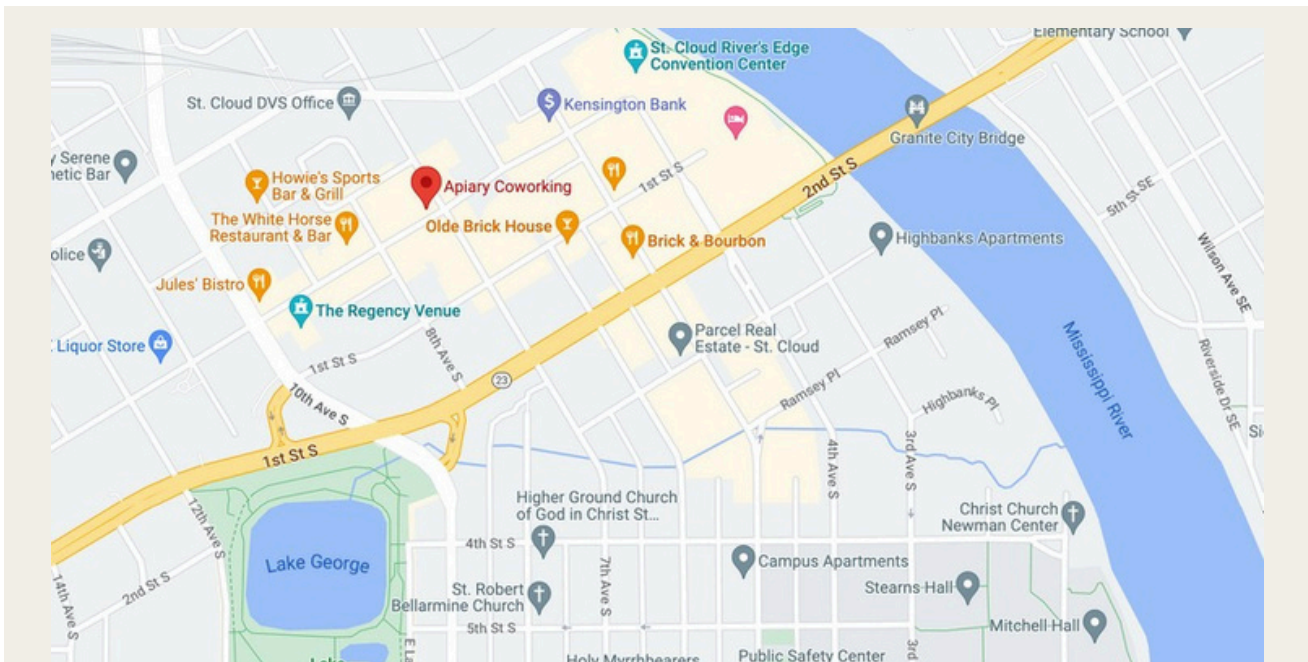 Elementary School
St. Cloud River's Edge
Convention Center
St. Cloud DVS Office
Kensington Bank
Granite City Bridge
Serene
Bar
Howie's Sports
Bar & Grill
Apiary Coworking
1st St S
2nd St S
5th St SE
The White Horse
Restaurant & Bar
Olde Brick House
Brick & Bourbon
Highbanks Apartments
Wilson Ave SE
Jules' Bistro
The Regency Venue
Liquor Store
8th Ave S
Parcel Real
Estate - St. Cloud
Ramsey Pl
Mississippi River
Riverside Dr SE
1st St S
10th Ave S
23
Ramsey Pl
Highbanks Pl
1st St S
4th Ave S
3rd Ave S
12th Ave S
Higher Ground Church
of God in Christ St...
Christ Church
Newman Center
4th St S
Lake George
7th Ave S
Campus Apartments
14th Ave S
2nd St S
St. Robert
Bellarmine Church
Stearns Hall
5th St S
Mitchell Hall
3rd
Holy Myrrhbearers
Public Safety Center